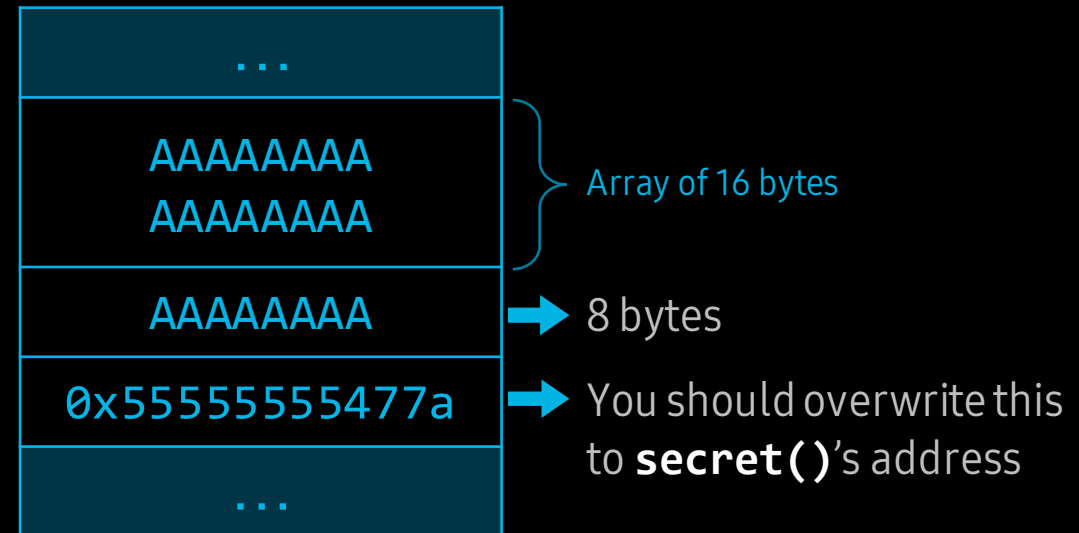 ...
AAAAAAAA
AAAAAAAA
Array of 16 bytes
AAAAAAAA
8 bytes
0x55555555477a
You should overwrite this
to secret()'s address
...